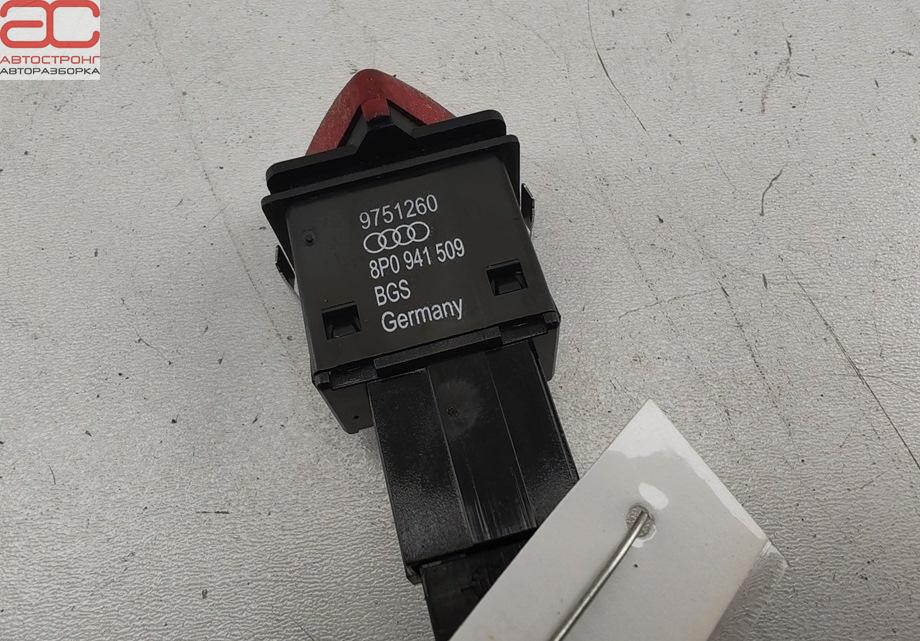 АС
АВТОСТРОНГ
АВТОРАЗБОРКА
9751260
8P0 941 509
BGS
Germany